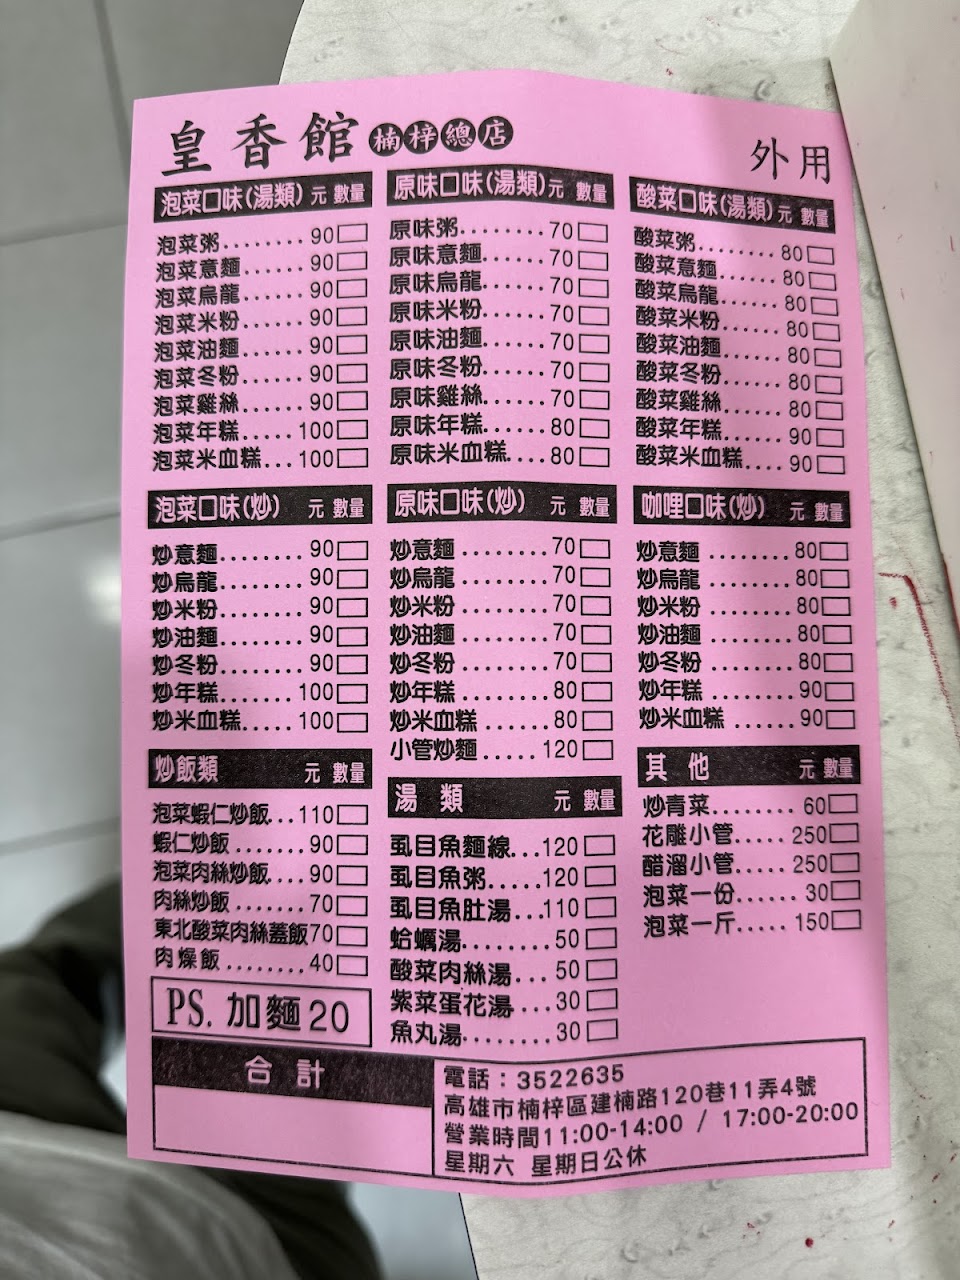 皇香館 楠梓總店
外用
泡菜口味(湯類) 元 數量
泡菜粥........90
泡菜意麵......90
泡菜烏龍......90
泡菜米粉......90
泡菜油麵......90
泡菜冬粉......90
泡菜雞絲......90
泡菜年糕.....100
泡菜米血糕...100
原味口味(湯類) 元 數量
原味粥........70
原味意麵......70
原味烏龍......70
原味米粉......70
原味油麵......70
原味冬粉......70
原味雞絲......70
原味年糕......80
原味米血糕....80
酸菜口味(湯類) 元 數量
酸菜粥........80
酸菜意麵......80
酸菜烏龍......80
酸菜米粉......80
酸菜油麵......80
酸菜冬粉......80
酸菜雞絲......80
酸菜年糕......90
酸菜米血糕....90
泡菜口味(炒) 元 數量
炒意麵........90
炒烏龍........90
炒米粉........90
炒油麵........90
炒冬粉........90
炒年糕.......100
炒米血糕.....100
原味口味(炒) 元 數量
炒意麵........70
炒烏龍........70
炒米粉........70
炒油麵........70
炒冬粉........70
炒年糕........80
炒米血糕......80
小管炒麵.....120
咖哩口味(炒) 元 數量
炒意麵........80
炒烏龍........80
炒米粉........80
炒油麵........80
炒冬粉........80
炒年糕........90
炒米血糕......90
炒飯類 元 數量
泡菜蝦仁炒飯...110
蝦仁炒飯........90
泡菜肉絲炒飯....90
肉絲炒飯........70
東北酸菜肉絲蓋飯70
肉燥飯........40
PS. 加麵20
湯類 元 數量
虱目魚麵線...120
虱目魚粥.....120
虱目魚肚湯...110
蛤蠣湯........50
酸菜肉絲湯...50
紫菜蛋花湯....30
魚丸湯........30
其他 元 數量
炒青菜........60
花雕小管.....250
醋溜小管.....250
泡菜一份......30
泡菜一斤.....150
合計
電話：3522635
高雄市楠梓區建楠路120巷11弄4號
營業時間11:00-14:00 / 17:00-20:00
星期六 星期日公休